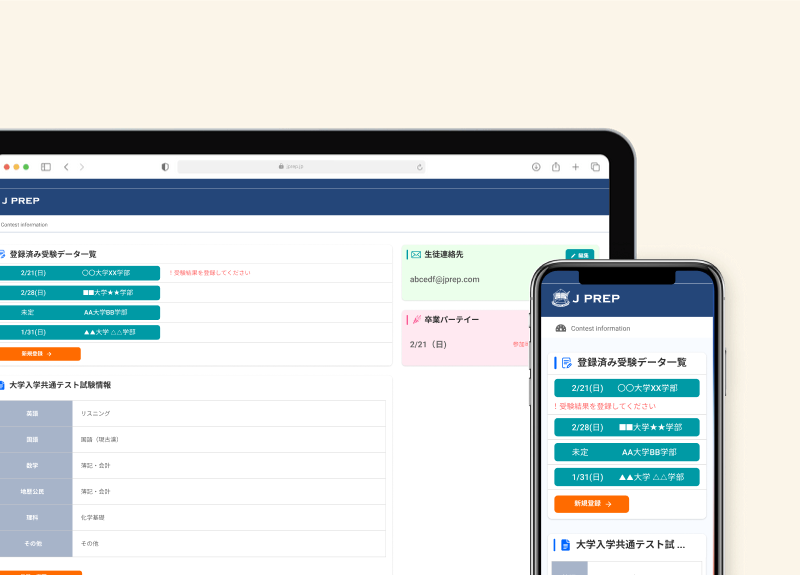 jprep.jp
J PREP
Contest information
登録済み受験データ一覧
2/21(日) 〇〇大学XX学部
! 受験結果を登録してください
2/28(日) ■■大学★★学部
未定 AA大学BB学部
1/31(日) ▲▲大学 △△学部
新規登録 →
生徒連絡先
編集
abcedf@jprep.com
卒業パーテイー
2/21（日）
大学入学共通テスト試験情報
英語 リスニング
国語 国語（現古漢）
数学 簿記・会計
地歴公民 簿記・会計
理科 化学基礎
その他 その他
J PREP
Contest information
登録済み受験データ一覧
2/21(日) 〇〇大学XX学部
! 受験結果を登録してください
2/28(日) ■■大学★★学部
未定 AA大学BB学部
1/31(日) ▲▲大学 △△学部
新規登録 →
大学入学共通テスト試 ...